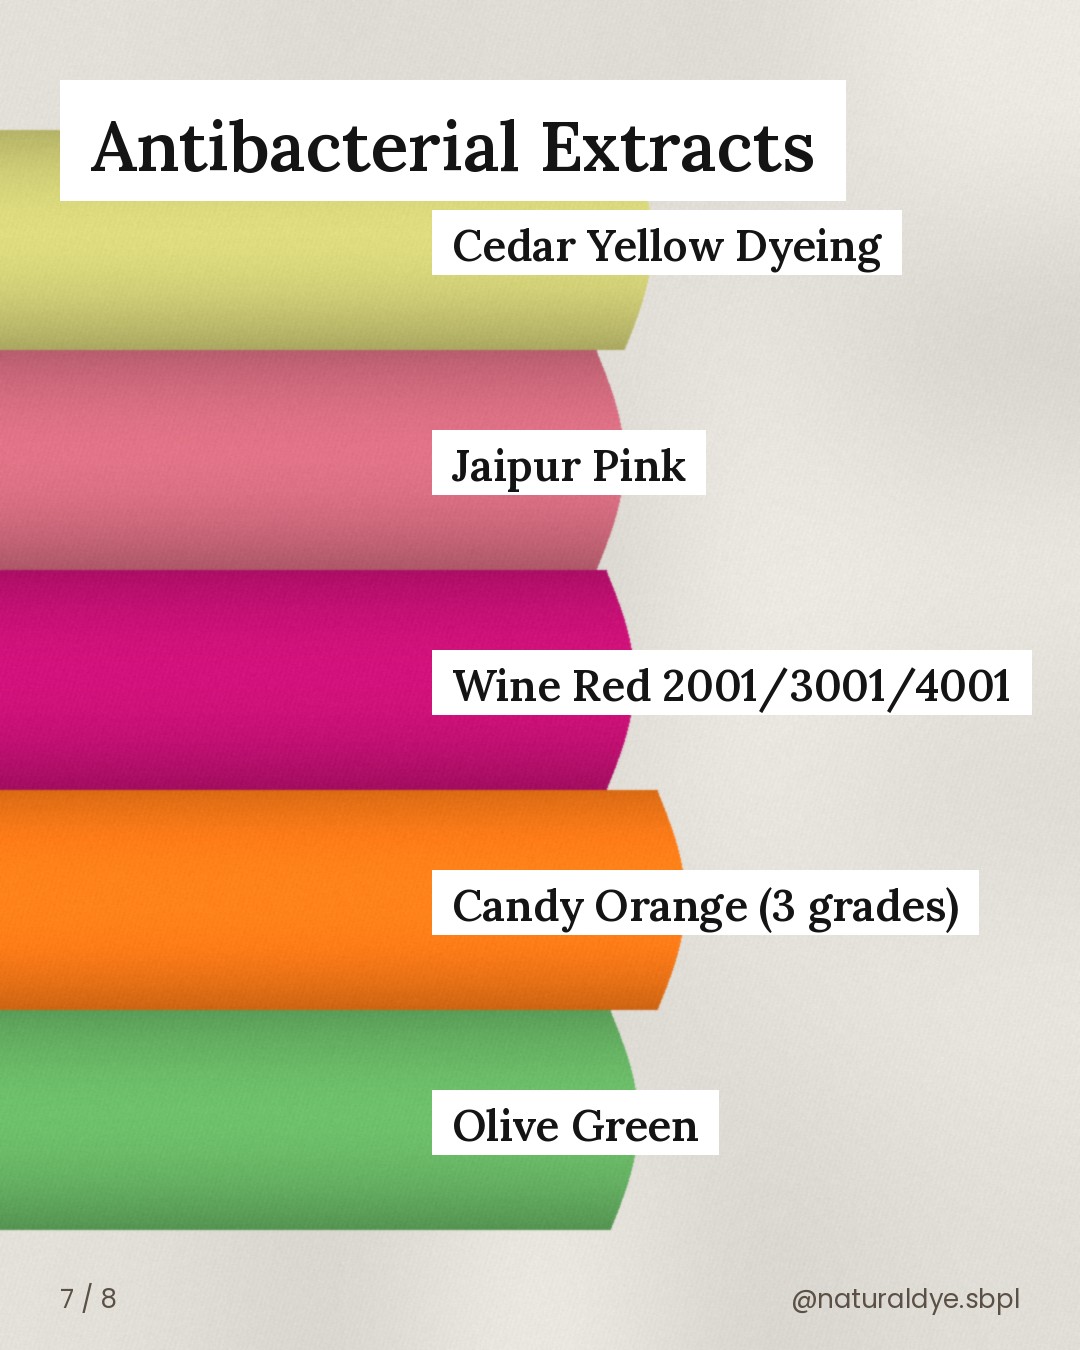 Antibacterial Extracts
Cedar Yellow Dyeing
Jaipur Pink
Wine Red 2001/3001/4001
Candy Orange (3 grades)
Olive Green
7 / 8
@naturaldye.sbpl